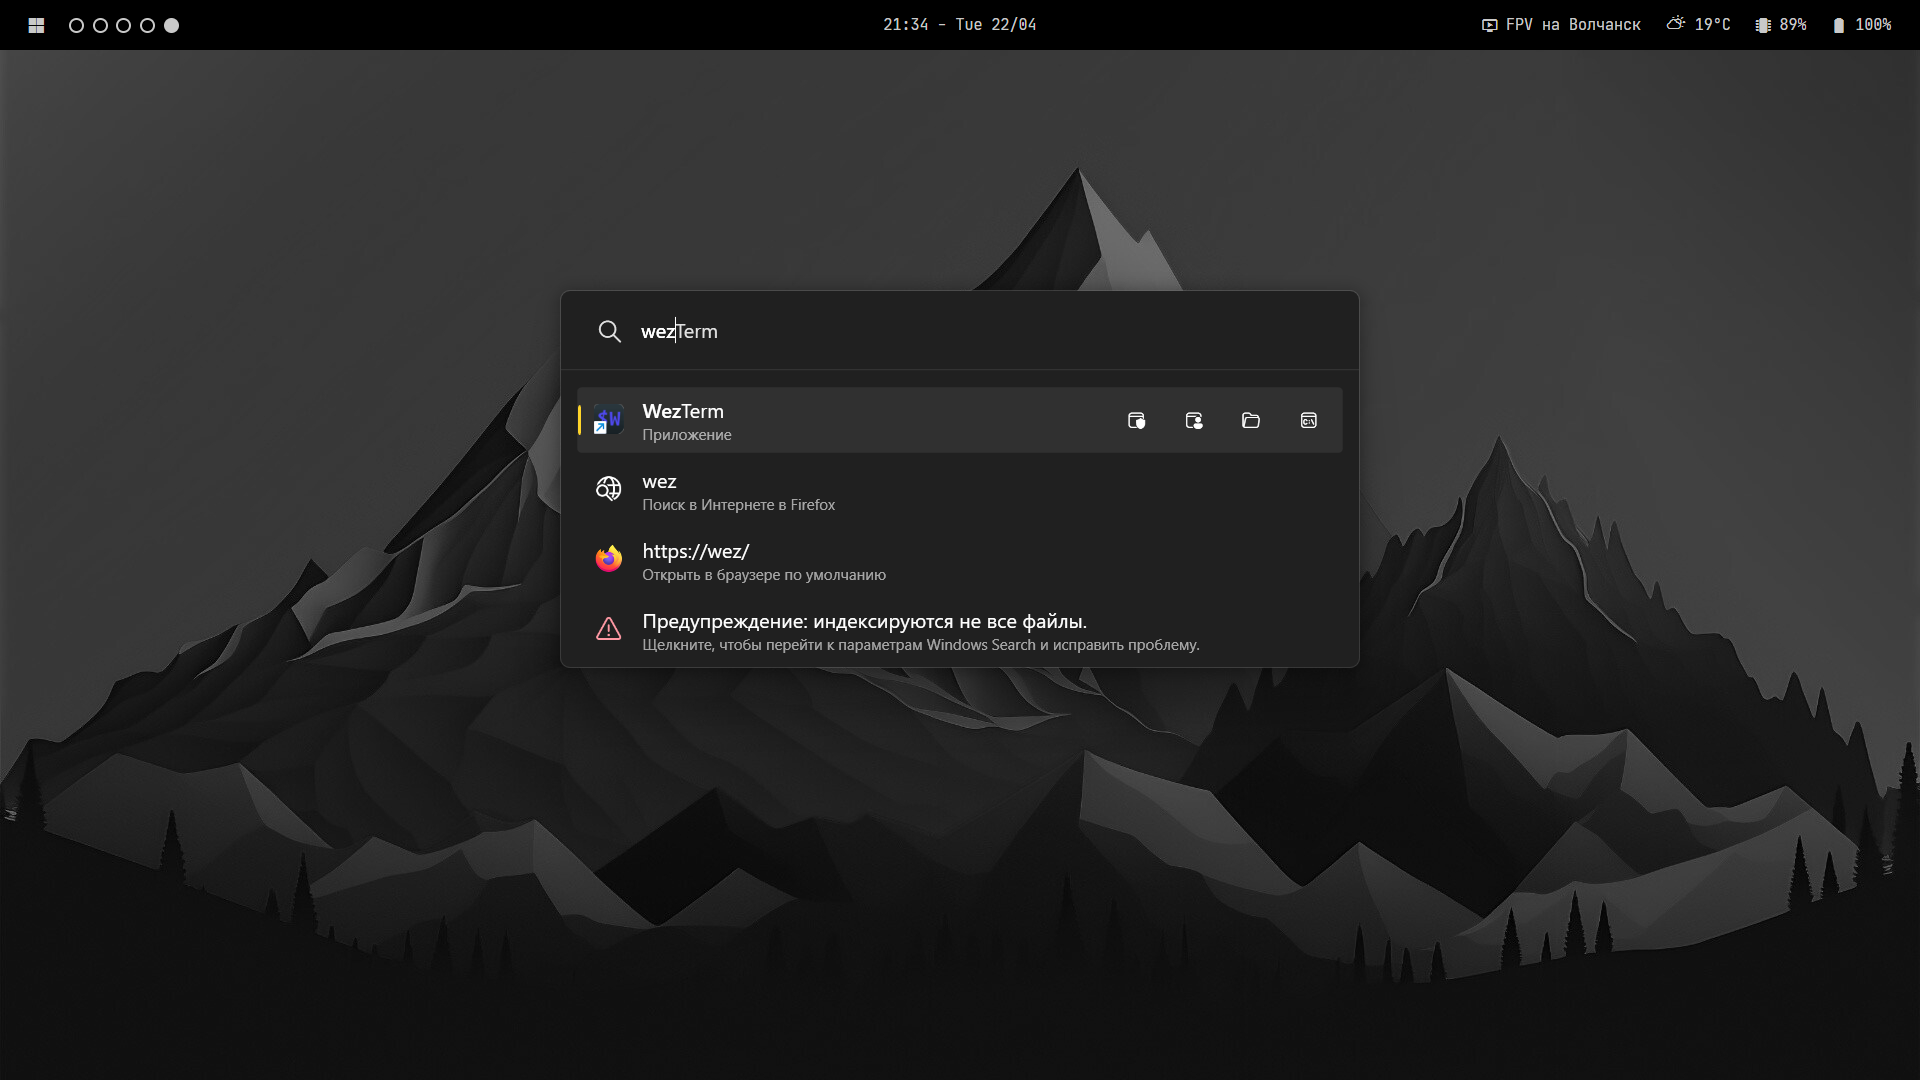 21:34 - Tue 22/04
FPV на Волчанск
19°C
89%
100%
wezTerm
$W
WezTerm
Приложение
C:\
wez
Поиск в Интернете в Firefox
https://wez/
Открыть в браузере по умолчанию
Предупреждение: индексируются не все файлы.
Щелкните, чтобы перейти к параметрам Windows Search и исправить проблему.